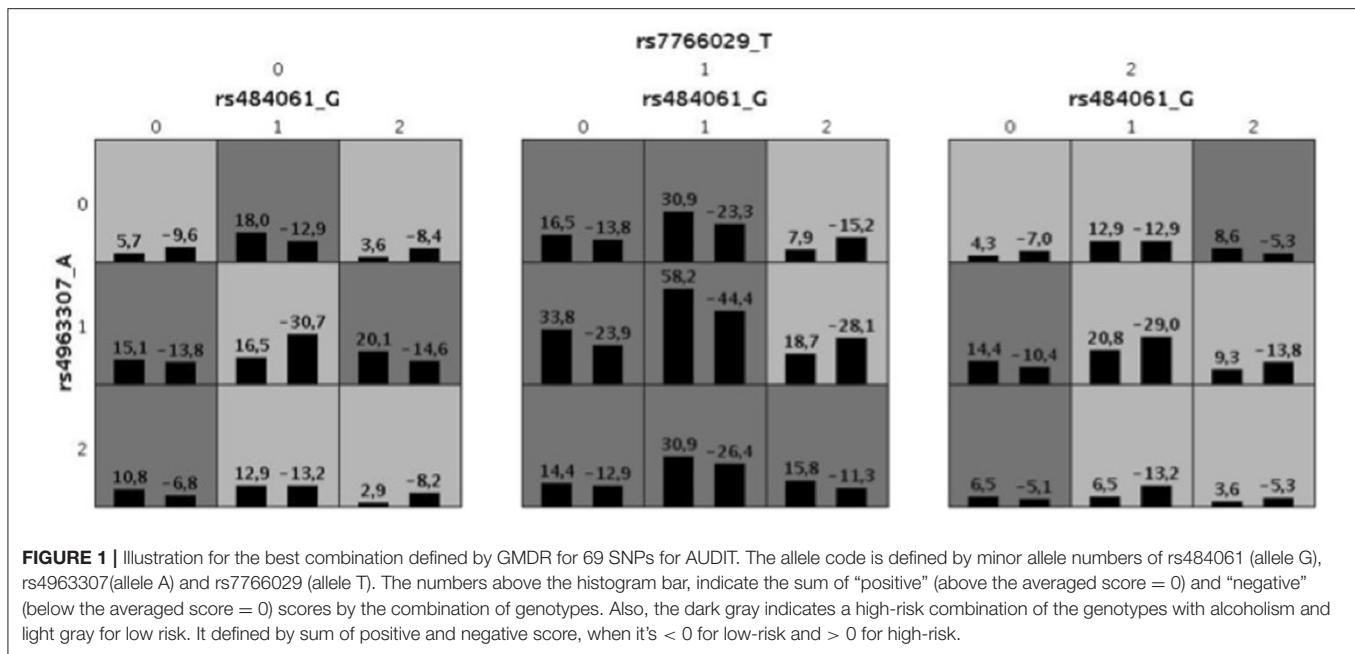 rs7766029_T
0 1 2
rs484061_G rs484061_G rs484061_G
0 1 2 0 1 2 0 1 2
rs4963307_A
0
5,7 -9,6 18,0 -12,9 3,6 -8,4 16,5 -13,8 30,9 -23,3 7,9 -15,2 4,3 -7,0 12,9 -12,9 8,6 -5,3
1
15,1 -13,8 16,5 -30,7 20,1 -14,6 33,8 -23,9 58,2 -44,4 18,7 -28,1 14,4 -10,4 20,8 -29,0 9,3 -13,8
2
10,8 -6,8 12,9 -13,2 2,9 -8,2 14,4 -12,9 30,9 -26,4 15,8 -11,3 6,5 -5,1 6,5 -13,2 3,6 -5,3
FIGURE 1 | Illustration for the best combination defined by GMDR for 69 SNPs for AUDIT. The allele code is defined by minor allele numbers of rs484061 (allele G),
rs4963307(allele A) and rs7766029 (allele T). The numbers above the histogram bar, indicate the sum of “positive” (above the averaged score = 0) and “negative”
(below the averaged score = 0) scores by the combination of genotypes. Also, the dark gray indicates a high-risk combination of the genotypes with alcoholism and
light gray for low risk. It defined by sum of positive and negative score, when it's < 0 for low-risk and > 0 for high-risk.